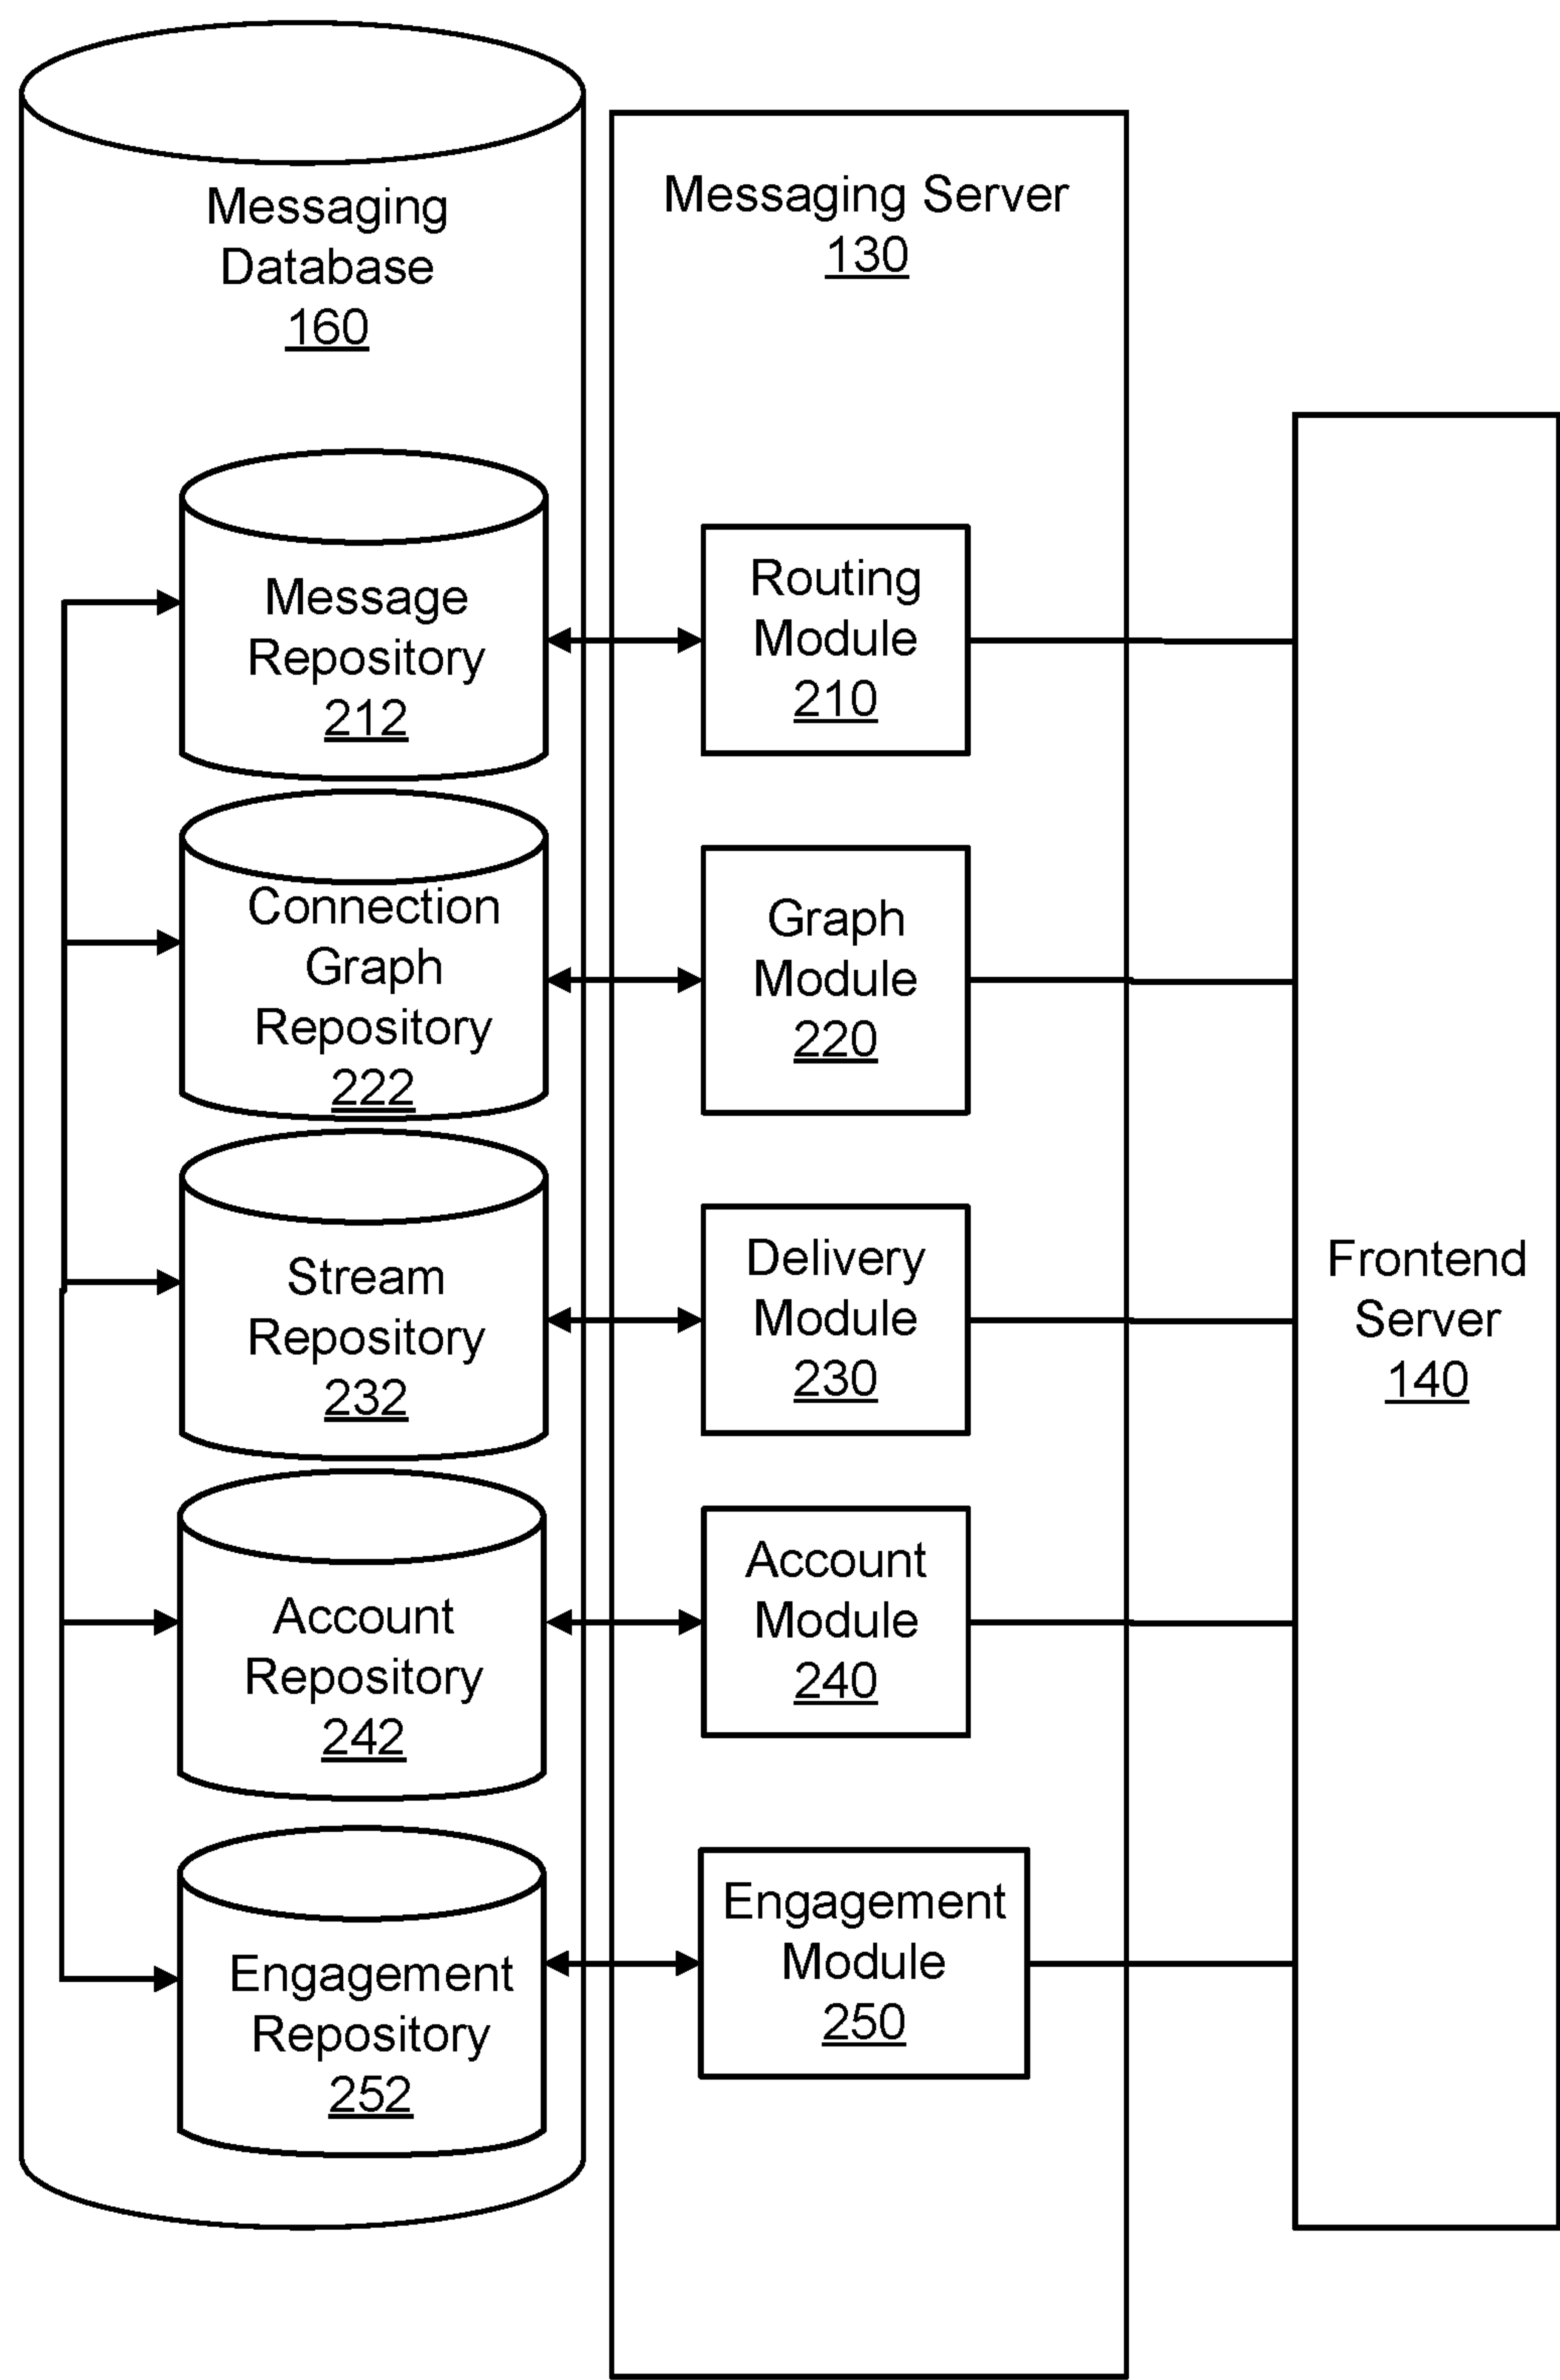 Messaging
Database
160
Messaging Server
130
Message
Repository
212
Routing
Module
210
Connection
Graph
Repository
222
Graph
Module
220
Stream
Repository
232
Delivery
Module
230
Frontend
Server
140
Account
Repository
242
Account
Module
240
Engagement
Repository
252
Engagement
Module
250